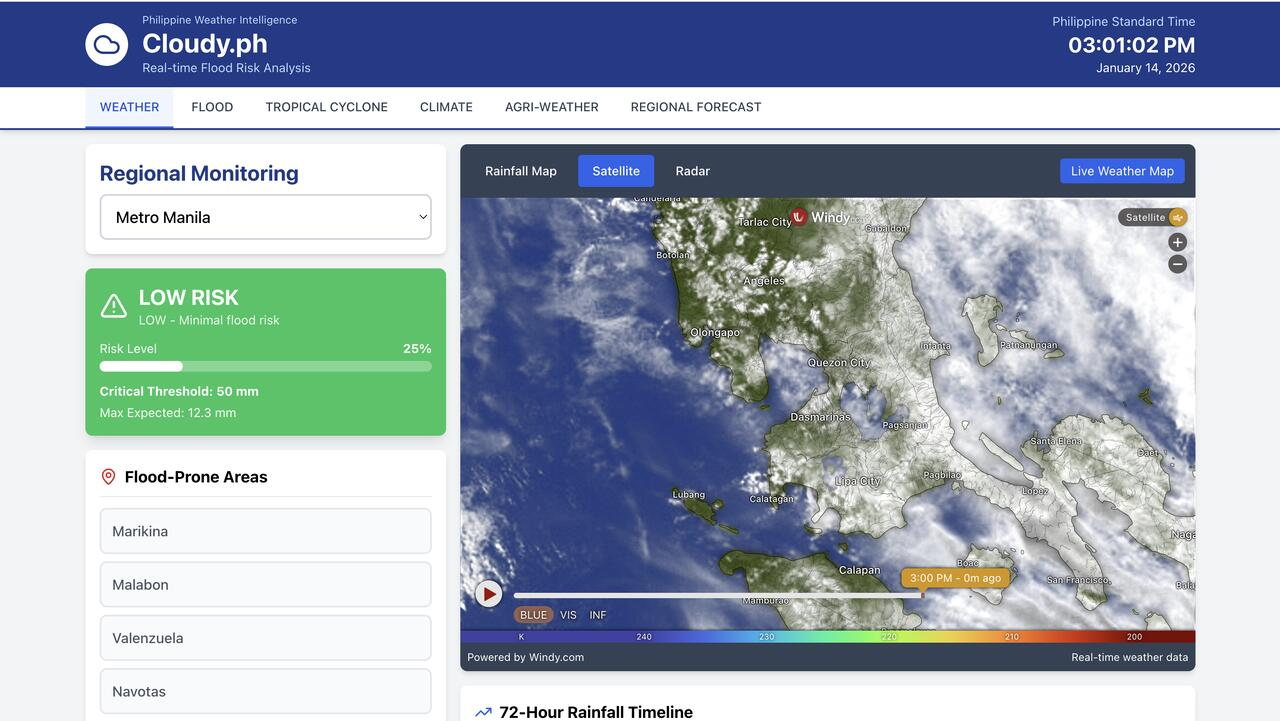 Philippine Weather Intelligence
Cloudy.ph
Real-time Flood Risk Analysis
Philippine Standard Time
03:01:02 PM
January 14, 2026
WEATHER
FLOOD
TROPICAL CYCLONE
CLIMATE
AGRI-WEATHER
REGIONAL FORECAST
Regional Monitoring
Metro Manila
LOW RISK
LOW - Minimal flood risk
Risk Level 25%
Critical Threshold: 50 mm
Max Expected: 12.3 mm
Flood-Prone Areas
Marikina
Malabon
Valenzuela
Navotas
Rainfall Map
Satellite
Radar
Live Weather Map
Candelaria
Tarlac City
Windy
Gabaldon
Satellite
Botolan
Angeles
Olongapo
Infanta
Patnanungan
Quezon City
Dasmarinas
Pagsanjan
Santa Elena
Daet
Pagbilao
Lipa City
Lopez
Lubang
Calatagan
Naga
Boac
Calapan
3:00 PM - 0m ago
San Francisco
Mamburao
BLUE VIS INF
K 240 230 220 210 200
Powered by Windy.com
Real-time weather data
72-Hour Rainfall Timeline